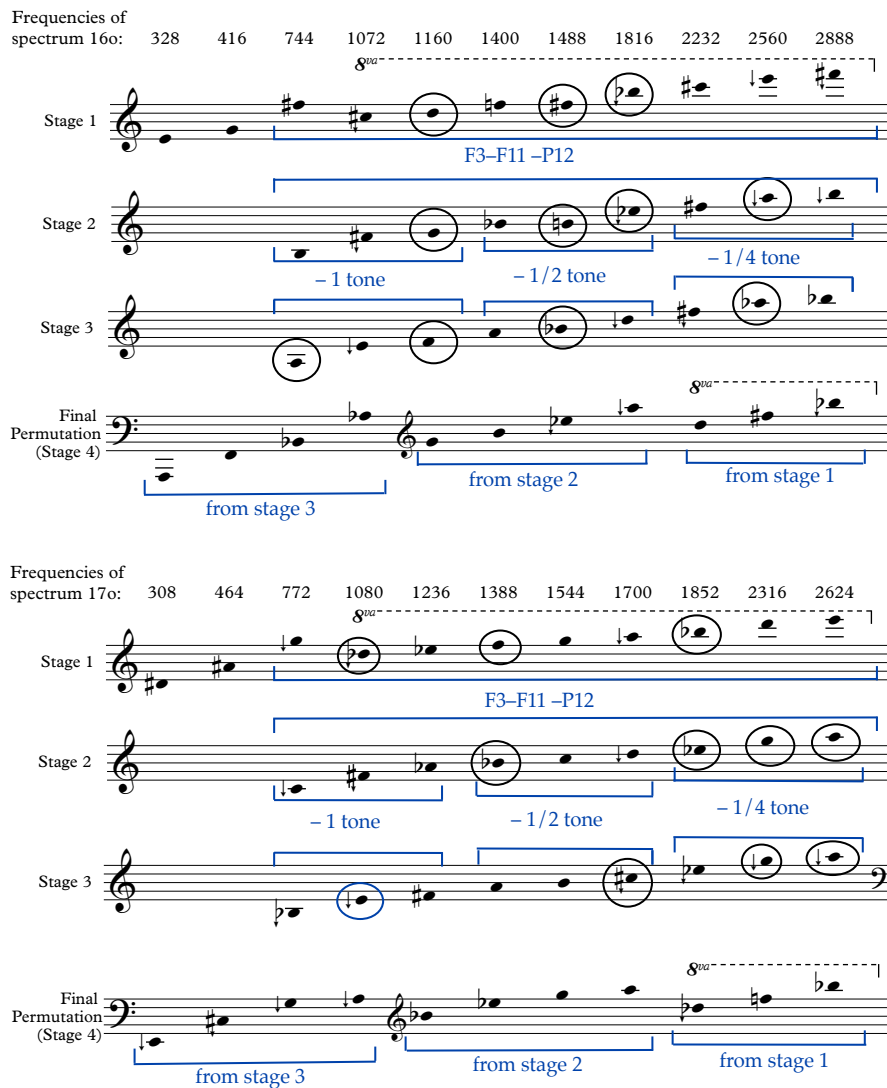 Frequencies of
spectrum 16o: 328 416 744 1072 1160 1400 1488 1816 2232 2560 2888
8va
Stage 1
F3–F11 –P12
Stage 2
– 1 tone – 1/2 tone – 1/4 tone
Stage 3
Final
Permutation
(Stage 4)
8va
from stage 3 from stage 2 from stage 1
Frequencies of
spectrum 17o: 308 464 772 1080 1236 1388 1544 1700 1852 2316 2624
8va
Stage 1
F3–F11 –P12
Stage 2
– 1 tone – 1/2 tone – 1/4 tone
Stage 3
8va
Final
Permutation
(Stage 4)
from stage 3 from stage 2 from stage 1